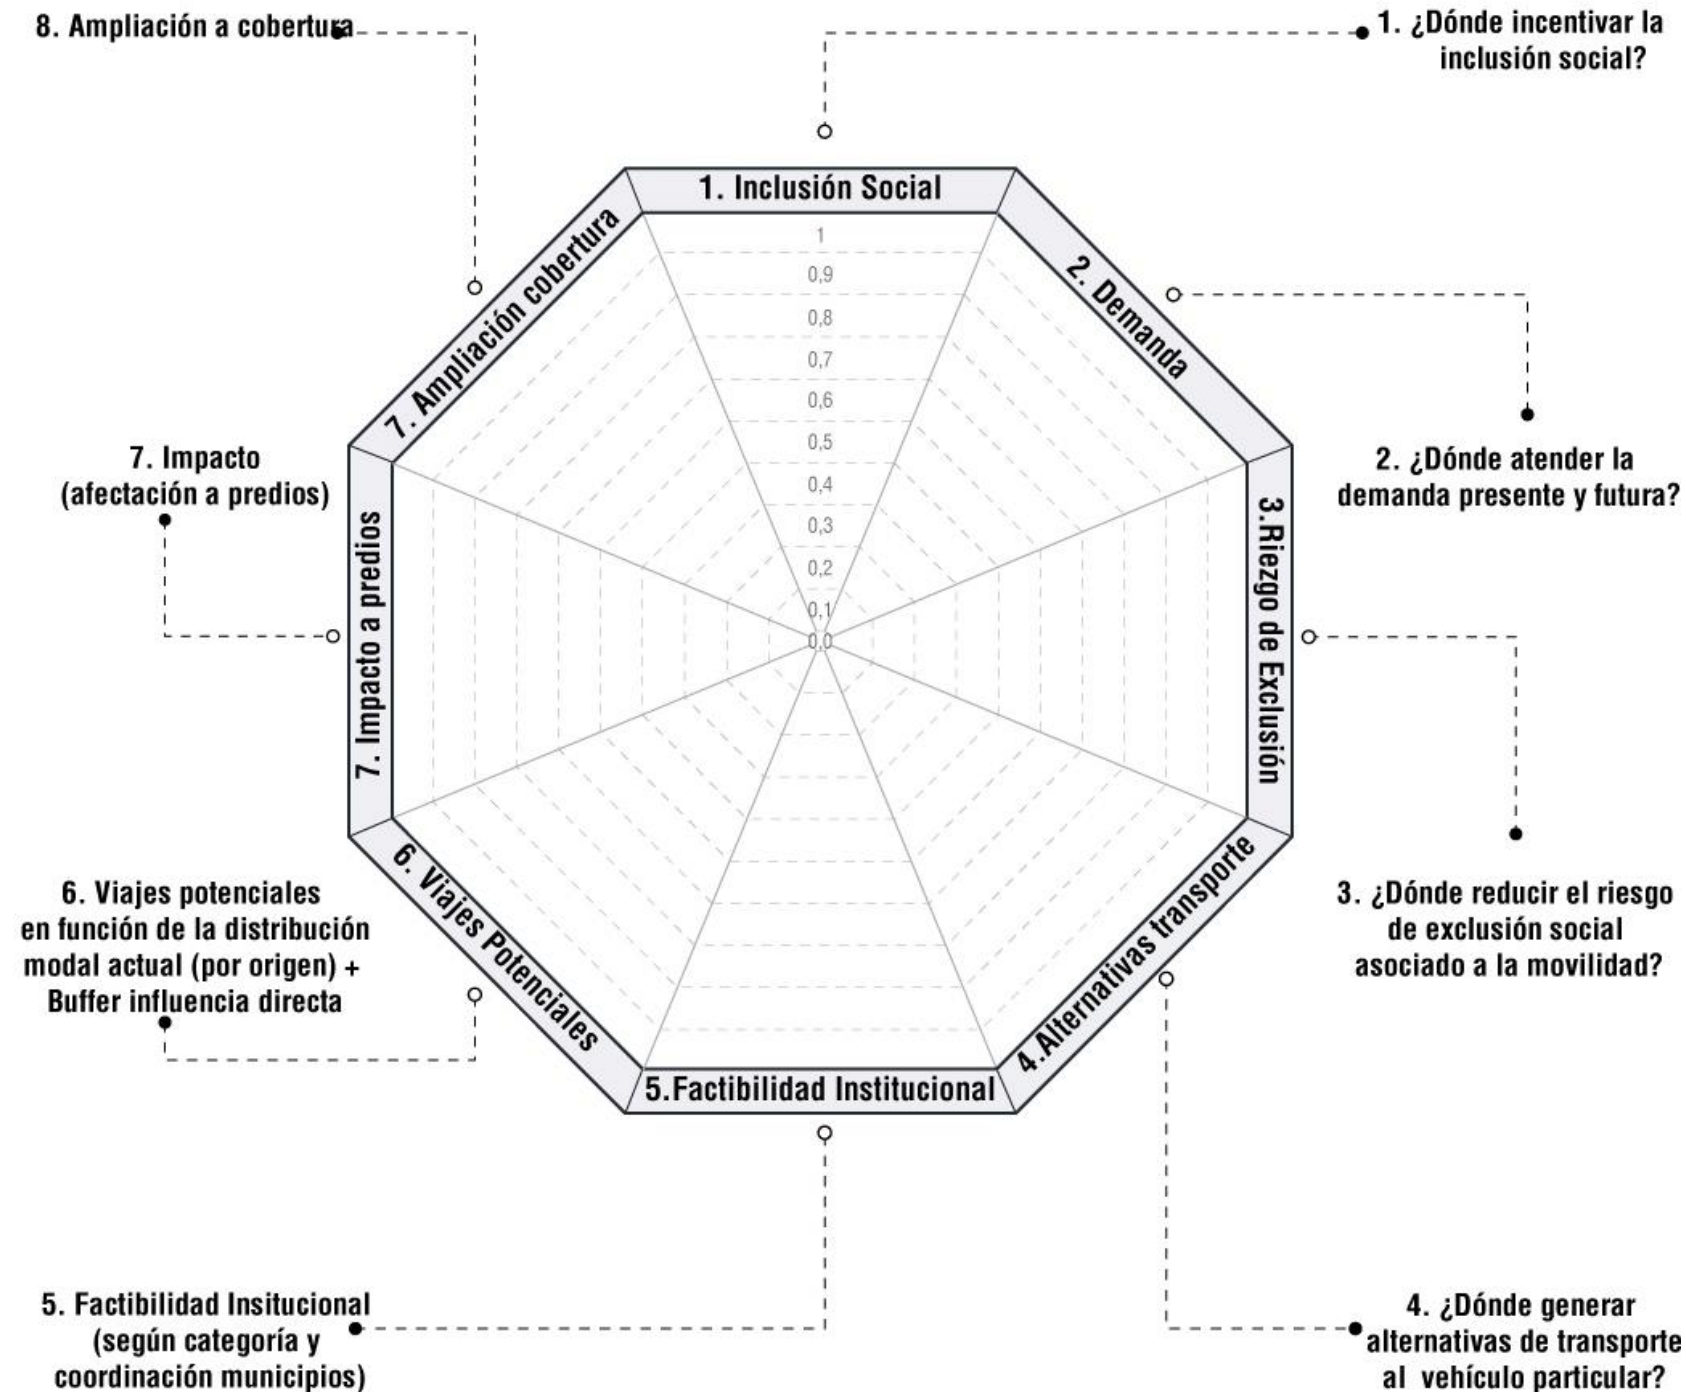 8. Ampliación a cobertura
1. ¿Dónde incentivar la
inclusión social?
1. Inclusión Social
2. Demanda
3.Riezgo de Exclusión
4.Alternativas transporte
5.Factibilidad Institucional
6. Viajes Potenciales
7. Impacto a predios
7. Ampliación cobertura
1
0,9
0,8
0,7
0,6
0,5
0,4
0,3
0,2
0,1
0,0
2. ¿Dónde atender la
demanda presente y futura?
3. ¿Dónde reducir el riesgo
de exclusión social
asociado a la movilidad?
4. ¿Dónde generar
alternativas de transporte
al vehículo particular?
5. Factibilidad Insitucional
(según categoría y
coordinación municipios)
6. Viajes potenciales
en función de la distribución
modal actual (por origen) +
Buffer influencia directa
7. Impacto
(afectación a predios)